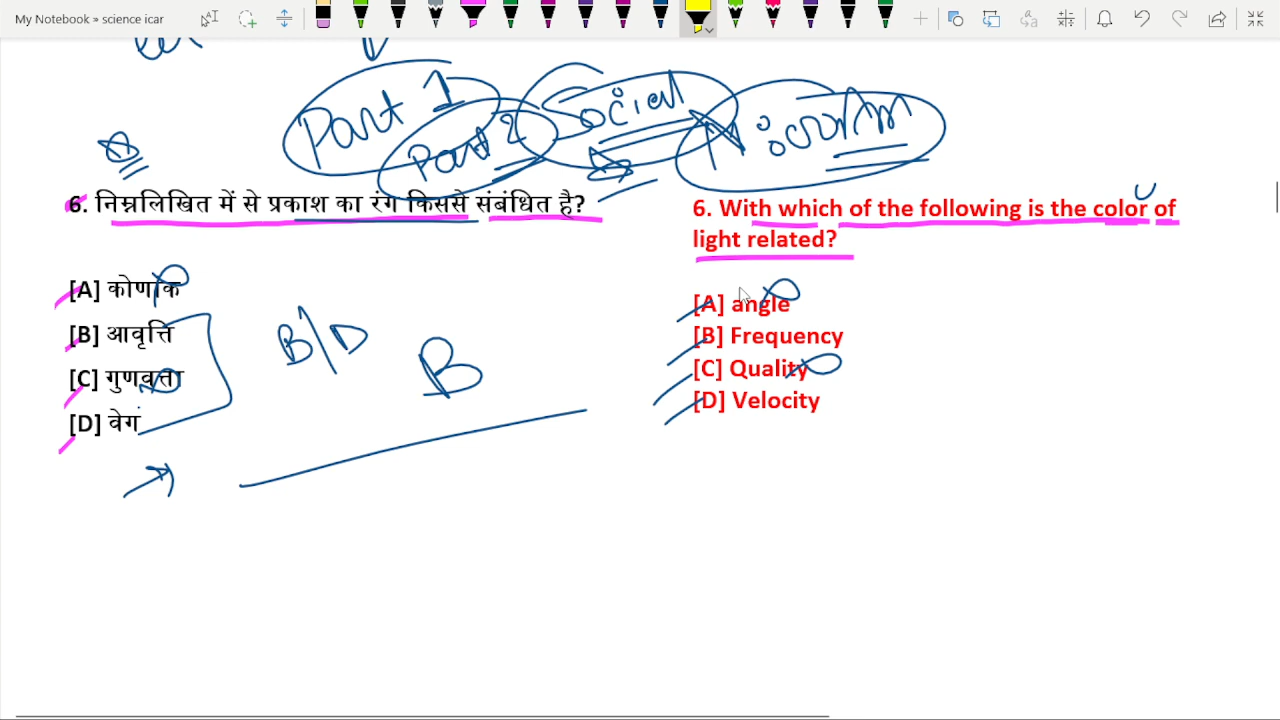 My Notebook » science icar
Part 1
Part 2
Social
6. निम्नलिखित में से प्रकाश का रंग किससे संबंधित है?
[A] कोणांक
[B] आवृत्ति
[C] गुणवत्ता
[D] वेग
B/D
B
6. With which of the following is the color of
light related?
[A] angle
[B] Frequency
[C] Quality
[D] Velocity